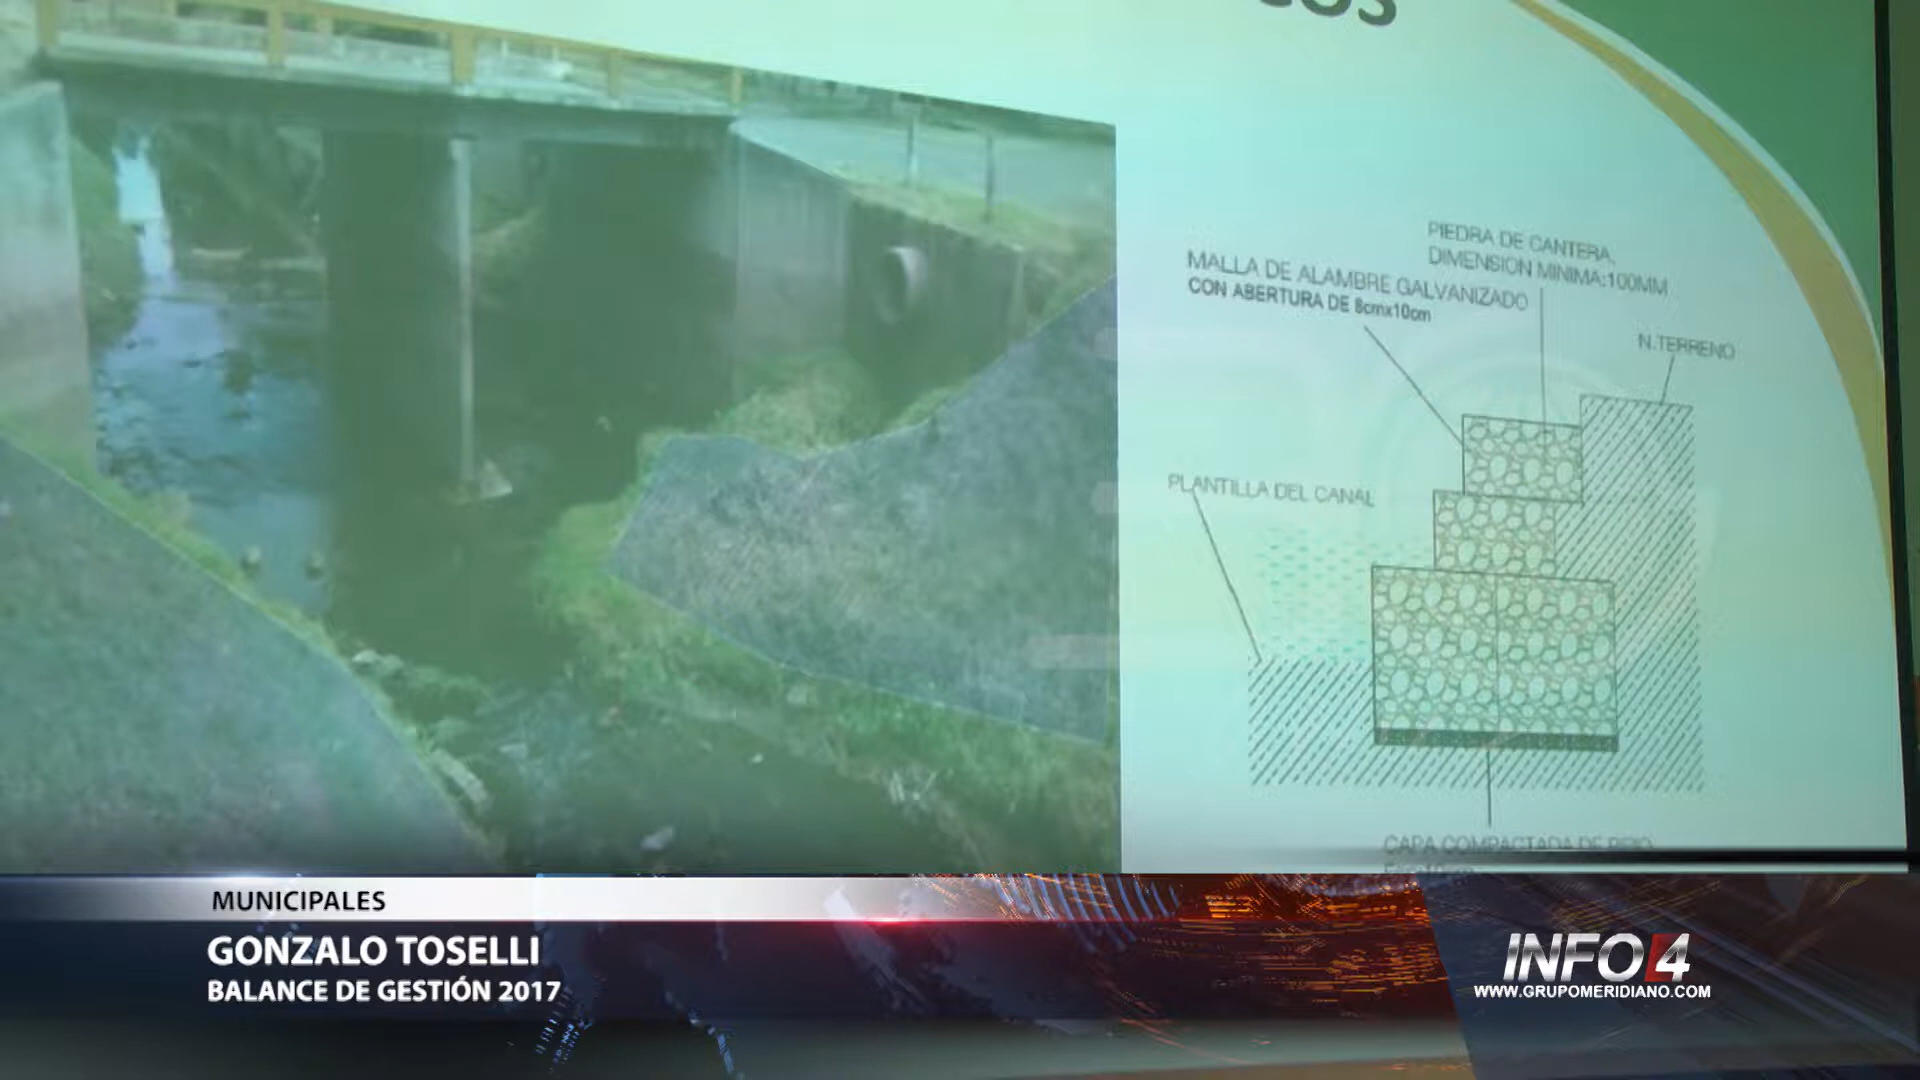 PIEDRA DE CANTERA,
DIMENSION MINIMA:100MM
MALLA DE ALAMBRE GALVANIZADO
CON ABERTURA DE 8cmx10cm
N.TERRENO
PLANTILLA DEL CANAL
CAPA COMPACTADA DE
MUNICIPALES
GONZALO TOSELLI
BALANCE DE GESTIÓN 2017
INFO4
WWW.GRUPOMERIDIANO.COM